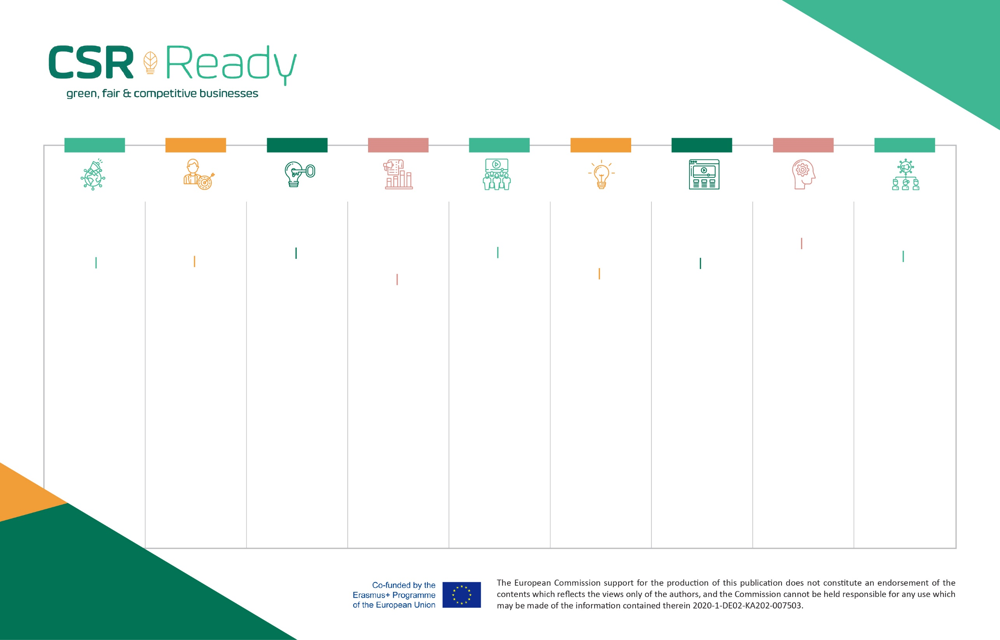 CSR Ready
green, fair & competitive businesses
Co-funded by the
Erasmus+ Programme
of the European Union
The European Commission support for the production of this publication does not constitute an endorsement of the
contents which reflects the views only of the authors, and the Commission cannot be held responsible for any use which
may be made of the information contained therein 2020-1-DE02-KA202-007503.